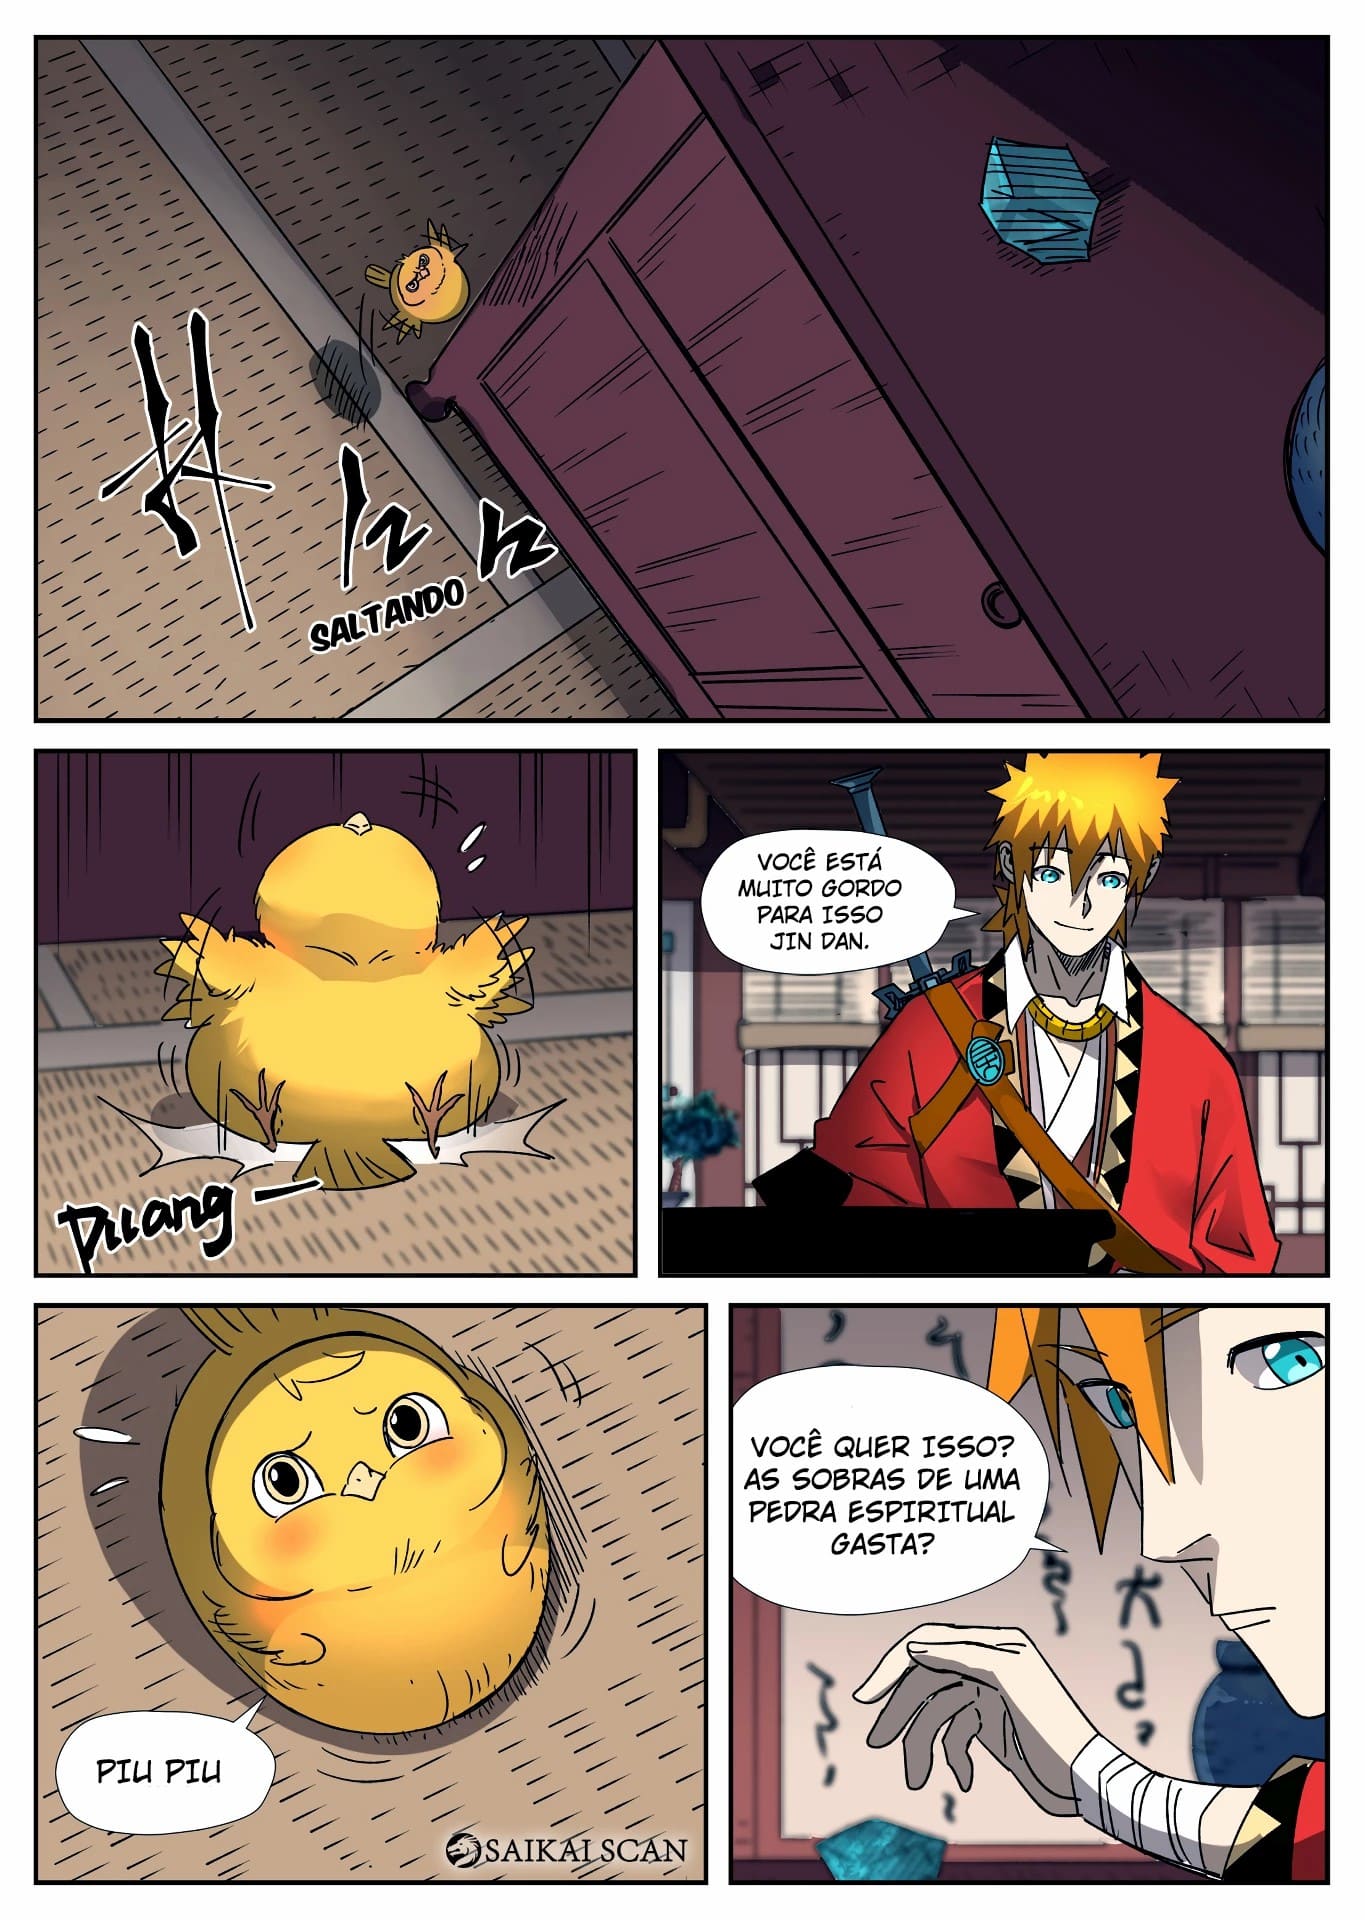 SALTANDO
Duang —
VOCÊ ESTÁ
MUITO GORDO
PARA ISSO
JIN DAN.
PIU PIU
VOCÊ QUER ISSO?
AS SOBRAS DE UMA
PEDRA ESPIRITUAL
GASTA?
SAIKAI SCAN